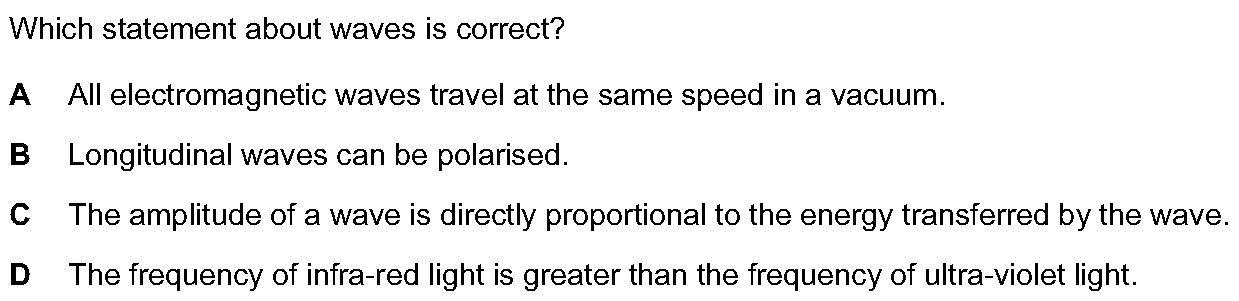 Which statement about waves is correct?
A All electromagnetic waves travel at the same speed in a vacuum.
B Longitudinal waves can be polarised.
C The amplitude of a wave is directly proportional to the energy transferred by the wave.
D The frequency of infra-red light is greater than the frequency of ultra-violet light.